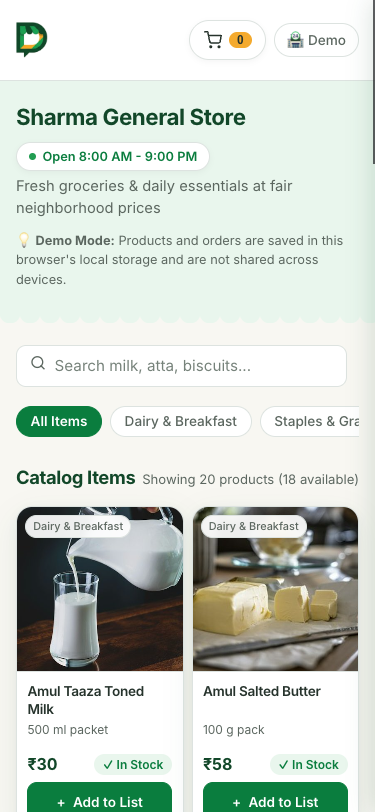 0
Demo
Sharma General Store
Open 8:00 AM - 9:00 PM
Fresh groceries & daily essentials at fair
neighborhood prices
Demo Mode: Products and orders are saved in this
browser's local storage and are not shared across
devices.
Search milk, atta, biscuits...
All Items
Dairy & Breakfast
Staples & Gra
Catalog Items
Showing 20 products (18 available)
Dairy & Breakfast
Dairy & Breakfast
Amul Taaza Toned
Milk
500 ml packet
₹30
✓ In Stock
+ Add to List
Amul Salted Butter
100 g pack
₹58
✓ In Stock
+ Add to List